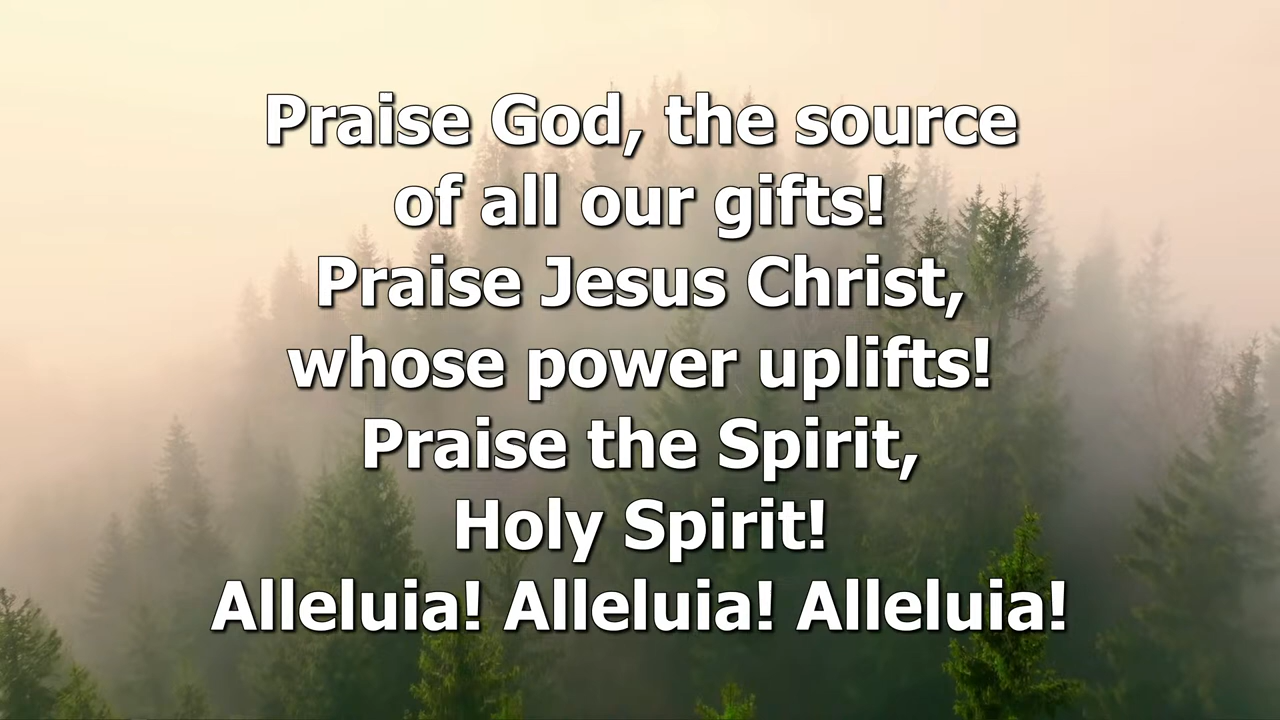 Praise God, the source
of all our gifts!
Praise Jesus Christ,
whose power uplifts!
Praise the Spirit,
Holy Spirit!
Alleluia! Alleluia! Alleluia!